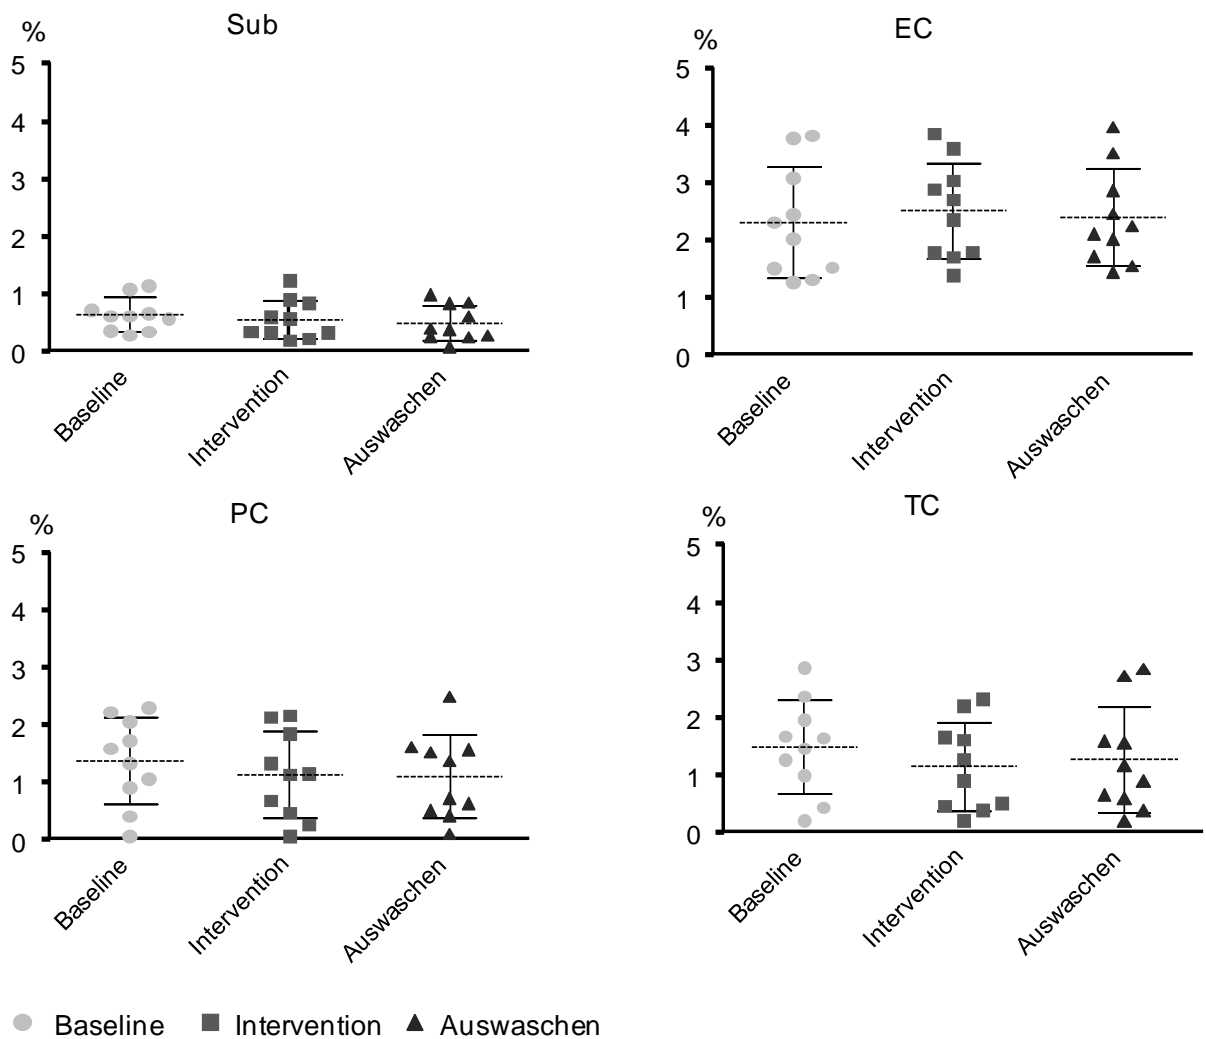 Sub
%
5
4
3
2
1
0
Baseline
Intervention
Auswaschen
EC
%
5
4
3
2
1
0
Baseline
Intervention
Auswaschen
PC
%
5
4
3
2
1
0
Baseline
Intervention
Auswaschen
TC
%
5
4
3
2
1
0
Baseline
Intervention
Auswaschen
Baseline Intervention Auswaschen